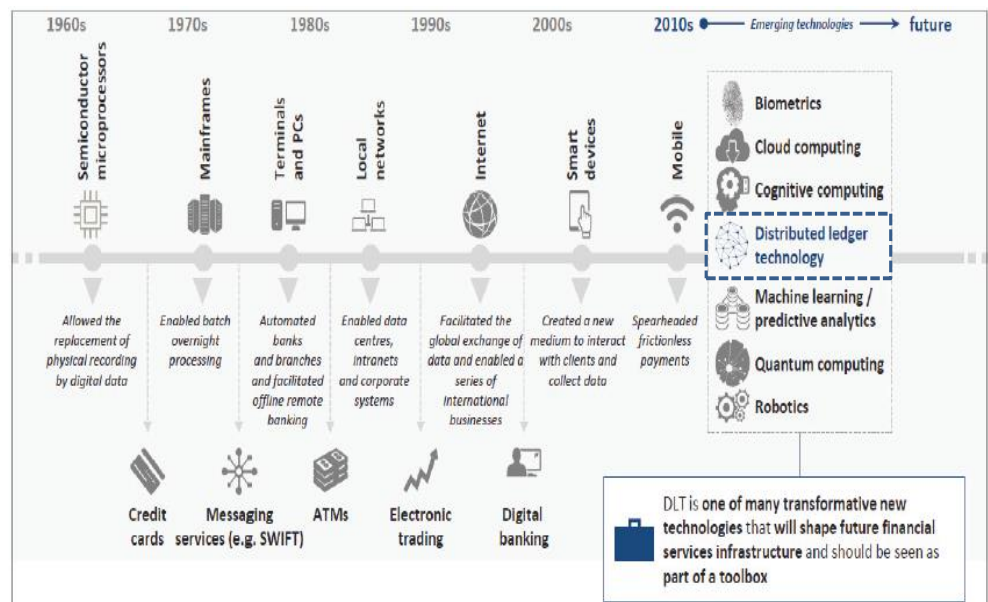 1960s 1970s 1980s 1990s 2000s 2010s Emerging technologies future
Semiconductor
microprocessors
Mainframes
Terminals
and PCs
Local
networks
Internet
Smart
devices
Mobile
Biometrics
Cloud computing
Cognitive computing
Distributed ledger
technology
Machine learning /
predictive analytics
Quantum computing
Robotics
Allowed the
replacement of
physical recording
by digital data
Enabled batch
overnight
processing
Automated
banks
and branches
and facilitated
offline remote
banking
Enabled data
centres,
intranets
and corporate
systems
Facilitated the
global exchange of
data and enabled a
series of
international
businesses
Created a new
medium to interact
with clients and
collect data
Spearheaded
frictionless
payments
Credit
cards
Messaging
services (e.g. SWIFT)
ATMs
Electronic
trading
Digital
banking
DLT is one of many transformative new
technologies that will shape future financial
services infrastructure and should be seen as
part of a toolbox